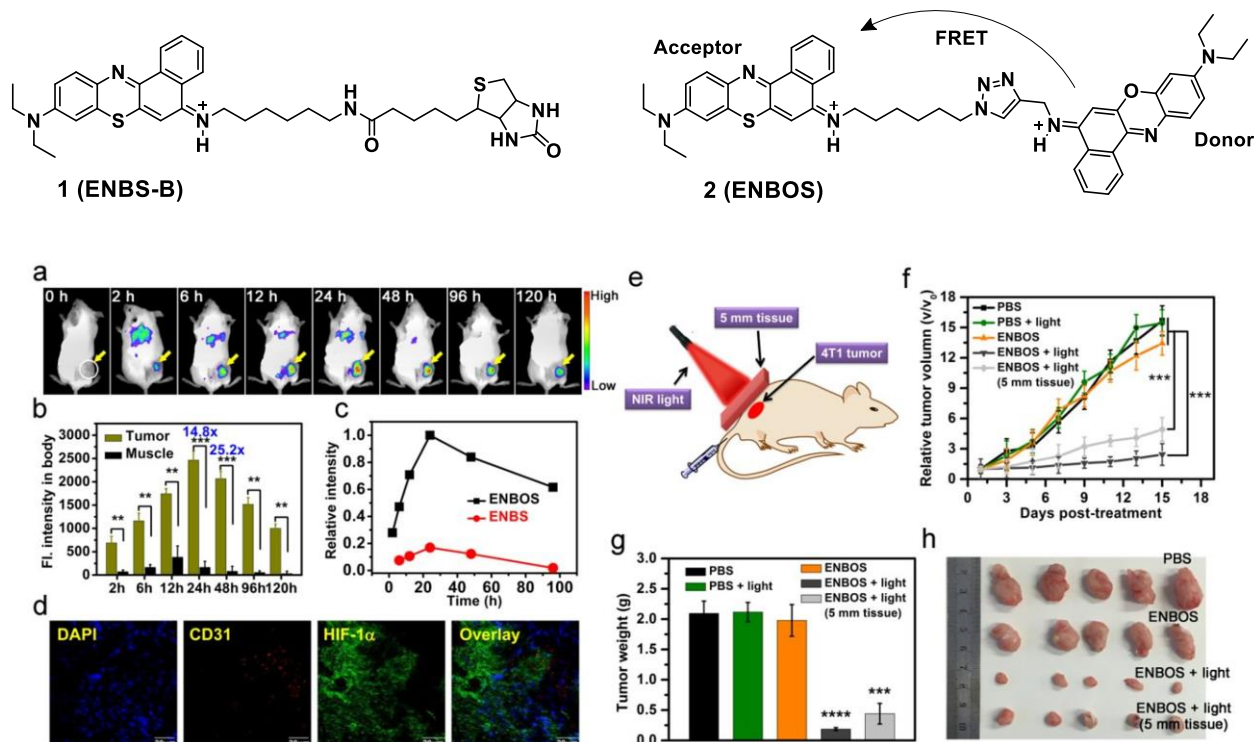 Acceptor
FRET
Donor
N
N
S
+
N
H
H
N
O
S
NH
HN
O
1 (ENBS-B)
N
N
S
+
N
H
N
N
N
+
N
H
O
N
N
2 (ENBOS)
a
0 h
2 h
6 h
12 h
24 h
48 h
96 h
120 h
High
Low
b
Fl. intensity in body
3000
2500
2000
1500
1000
500
0
Tumor
Muscle
14.8x
25.2x
**
**
**
***
***
**
**
2h
6h
12h
24h
48h
96h
120h
c
Relative intensity
1.0
0.8
0.6
0.4
0.2
0.0
ENBOS
ENBS
0
20
40
60
80
100
Time (h)
d
DAPI
CD31
HIF-1α
Overlay
e
5 mm tissue
4T1 tumor
NIR light
f
Relative tumor volumn (v/v0)
18
15
12
9
6
3
0
PBS
PBS + light
ENBOS
ENBOS + light
ENBOS + light
(5 mm tissue)
***
***
0
3
6
9
12
15
18
Days post-treatment
g
Tumor weight (g)
3.0
2.5
2.0
1.5
1.0
0.5
0.0
PBS
PBS + light
ENBOS
ENBOS + light
ENBOS + light
(5 mm tissue)
****
***
h
PBS
ENBOS
ENBOS + light
ENBOS + light
(5 mm tissue)